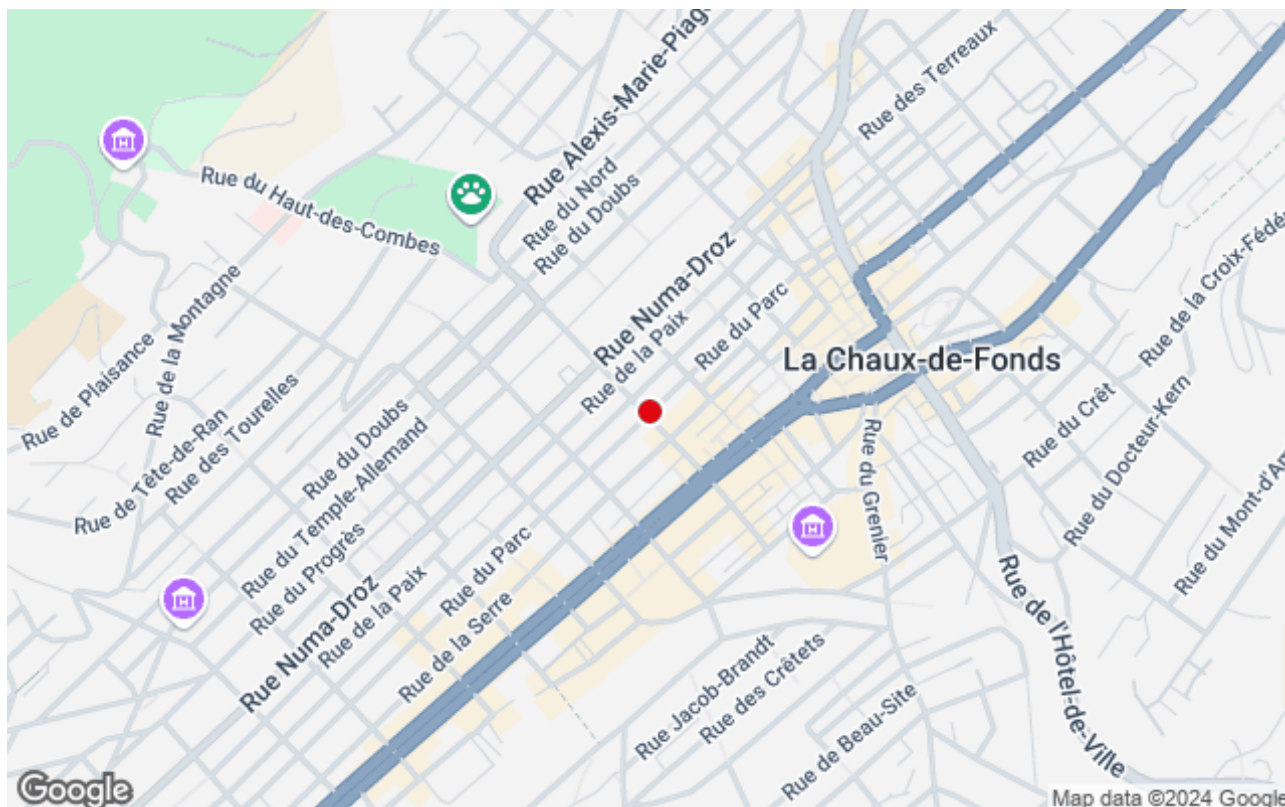 Rue Alexis-Marie-Piag
Rue des Terreaux
Rue du Haut-des-Combes
Rue du Nord
Rue du Doubs
Rue Numa-Droz
Rue du Parc
Rue de la Paix
Rue de la Croix-Fédé
La Chaux-de-Fonds
Rue de la Montagne
Rue de Plaisance
Rue des Tourelles
Rue de Tête-de-Ran
Rue du Doubs
Rue du Temple-Allemand
Rue du Progrès
Rue du Crêt
Rue du Docteur-Kern
Rue du Grenier
Rue du Mont-d'Am
Rue du Parc
Rue de la Paix
Rue Numa-Droz
Rue de la Serre
Rue de l'Hôtel-de-Ville
Rue Jacob-Brandt
Rue des Crêtets
Rue de Beau-Site
Google
Map data ©2024 Google